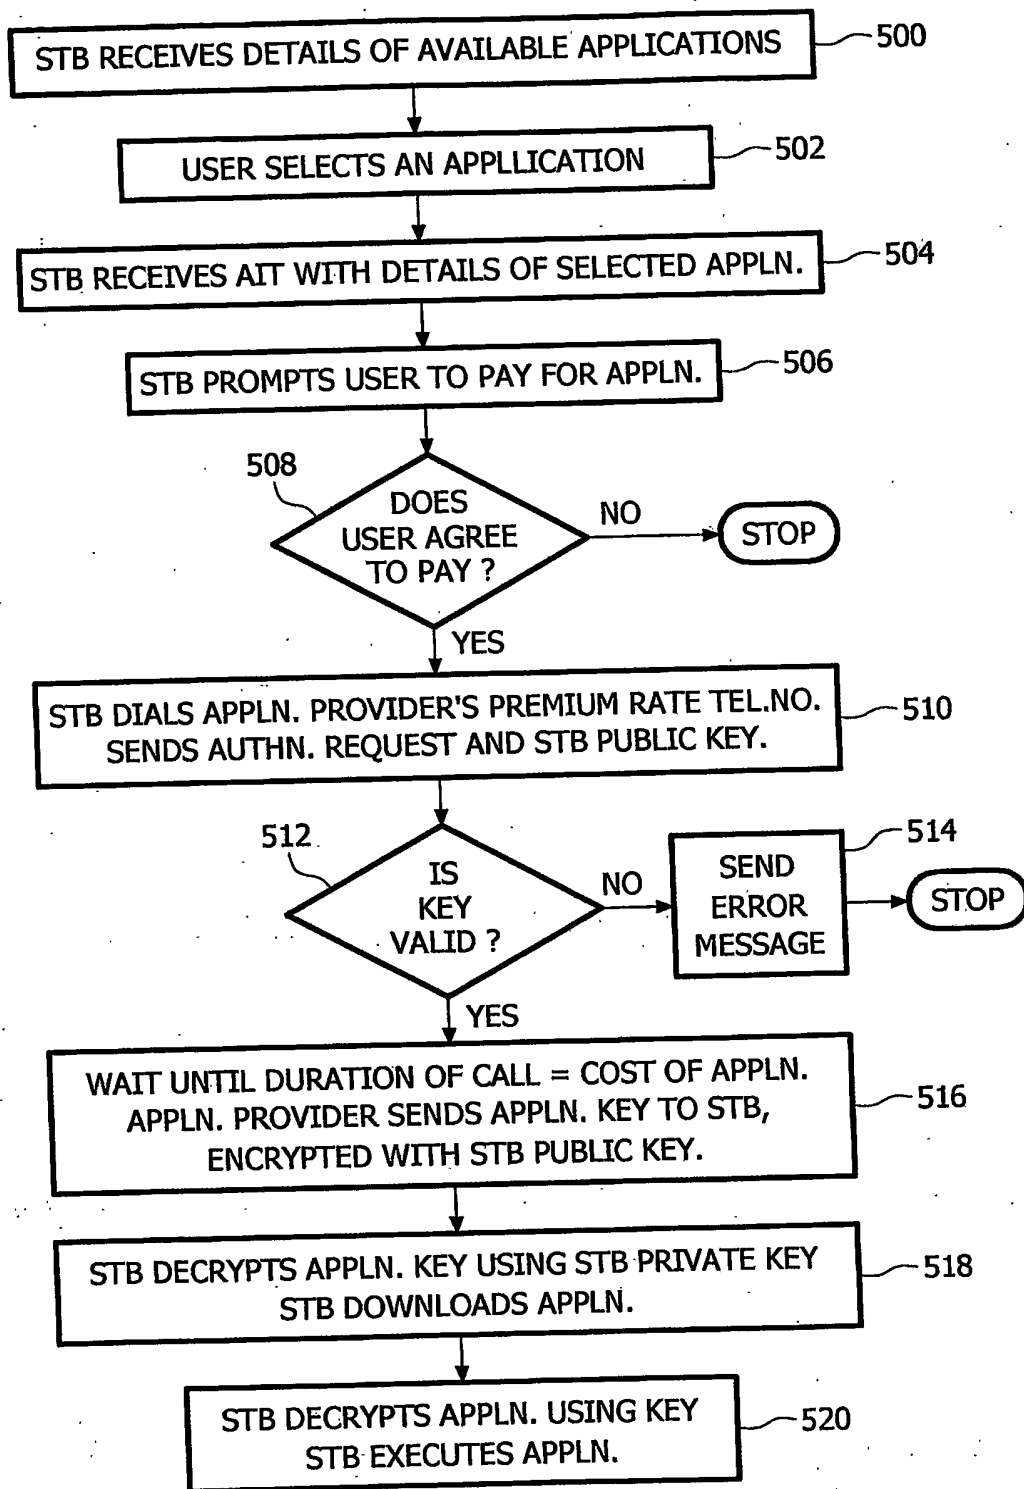 STB RECEIVES DETAILS OF AVAILABLE APPLICATIONS
500
USER SELECTS AN APPLLICATION
502
STB RECEIVES AIT WITH DETAILS OF SELECTED APPLN.
504
STB PROMPTS USER TO PAY FOR APPLN.
506
508
DOES
USER AGREE
TO PAY ?
NO
STOP
YES
STB DIALS APPLN. PROVIDER'S PREMIUM RATE TEL.NO.
SENDS AUTHN. REQUEST AND STB PUBLIC KEY.
510
512
IS
KEY
VALID ?
NO
514
SEND
ERROR
MESSAGE
STOP
YES
WAIT UNTIL DURATION OF CALL = COST OF APPLN.
APPLN. PROVIDER SENDS APPLN. KEY TO STB,
ENCRYPTED WITH STB PUBLIC KEY.
516
STB DECRYPTS APPLN. KEY USING STB PRIVATE KEY
STB DOWNLOADS APPLN.
518
STB DECRYPTS APPLN. USING KEY
STB EXECUTES APPLN.
520